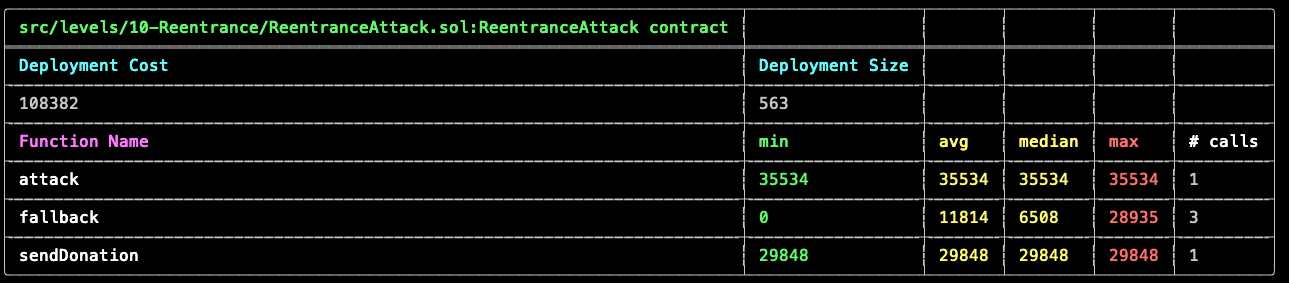 src/levels/10-Reentrance/ReentranceAttack.sol:ReentranceAttack contract
Deployment Cost Deployment Size
108382 563
Function Name min avg median max # calls
attack 35534 35534 35534 35534 1
fallback 0 11814 6508 28935 3
sendDonation 29848 29848 29848 29848 1